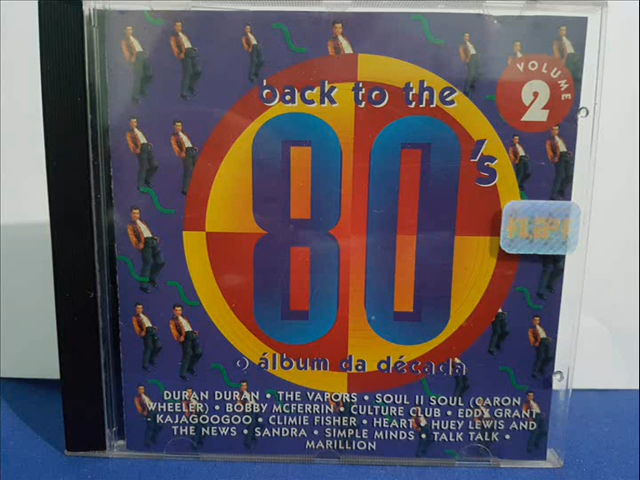 back to the
80's
VOLUME
2
o álbum da década
DURAN DURAN • THE VAPORS • SOUL II SOUL (CARON
WHEELER) • BOBBY MCFERRIN • CULTURE CLUB • EDDY GRANT
KAJAGOOGOO • CLIMIE FISHER • HEART • HUEY LEWIS AND
THE NEWS • SANDRA • SIMPLE MINDS • TALK TALK •
MARILLION